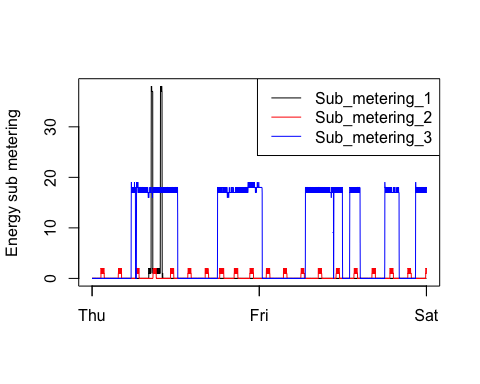 Sub_metering_1
Sub_metering_2
Sub_metering_3
Energy sub metering
30
20
10
0
Thu Fri Sat